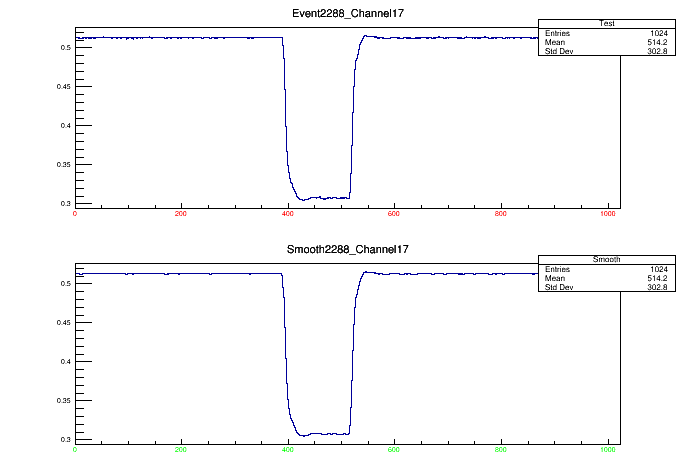 Event2288_Channel17
Test
Entries 1024
Mean 514.2
Std Dev 302.8
0.5
0.45
0.4
0.35
0.3
0 200 400 600 800 1000
Smooth2288_Channel17
Smooth
Entries 1024
Mean 514.2
Std Dev 302.8
0.5
0.45
0.4
0.35
0.3
0 200 400 600 800 1000